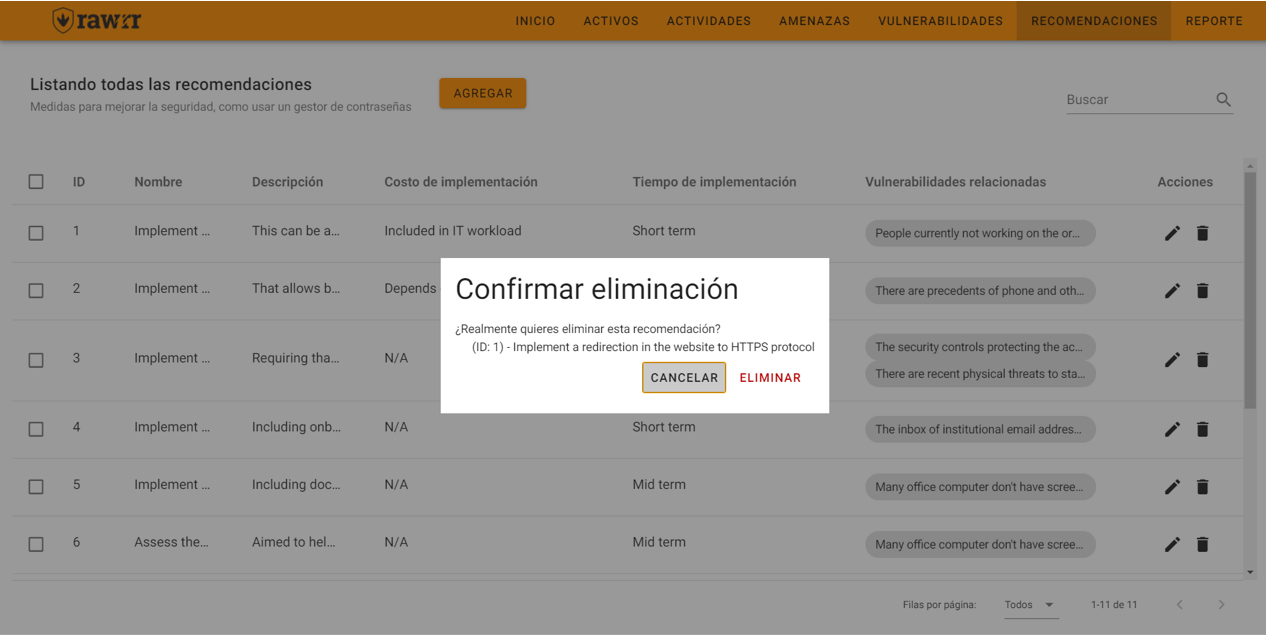 rawrr
INICIO ACTIVOS ACTIVIDADES AMENAZAS VULNERABILIDADES RECOMENDACIONES REPORTE
Listando todas las recomendaciones
Medidas para mejorar la seguridad, como usar un gestor de contraseñas
AGREGAR
Buscar
ID Nombre Descripción Costo de implementación Tiempo de implementación Vulnerabilidades relacionadas Acciones
1 Implement ... This can be a... Included in IT workload Short term People currently not working on the or...
2 Implement ... That allows b... Depends There are precedents of phone and oth...
3 Implement ... Requiring tha... N/A The security controls protecting the ac...
There are recent physical threats to sta...
4 Implement ... Including onb... N/A Short term The inbox of institutional email addres...
5 Implement ... Including doc... N/A Mid term Many office computer don't have scree...
6 Assess the... Aimed to hel... N/A Mid term Many office computer don't have scree...
Confirmar eliminación
¿Realmente quieres eliminar esta recomendación?
(ID: 1) - Implement a redirection in the website to HTTPS protocol
CANCELAR ELIMINAR
Filas por página: Todos 1-11 de 11